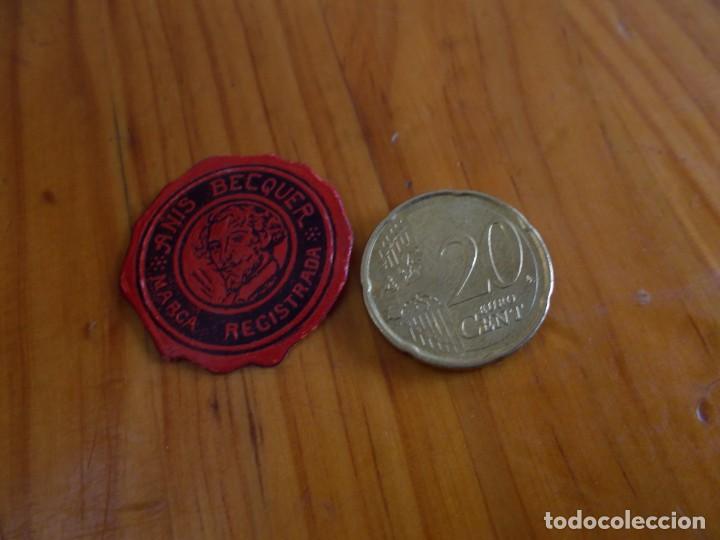 ANIS BECQUER
MARCA REGISTRADA
20
EURO
CENT
todocoleccion